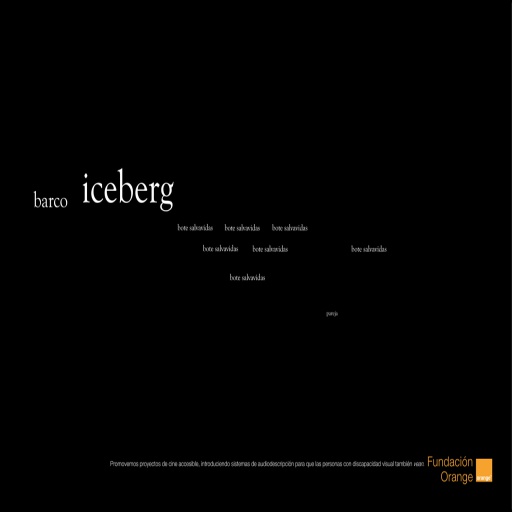 iceberg
barco
bote salvavidas bote salvavidas bote salvavidas
bote salvavidas bote salvavidas bote salvavidas
bote salvavidas
pareja
Promovemos proyectos de cine accesible, introduciendo sistemas de audiodescripción para que las personas con discapacidad visual también vean
Fundación
Orange
orange